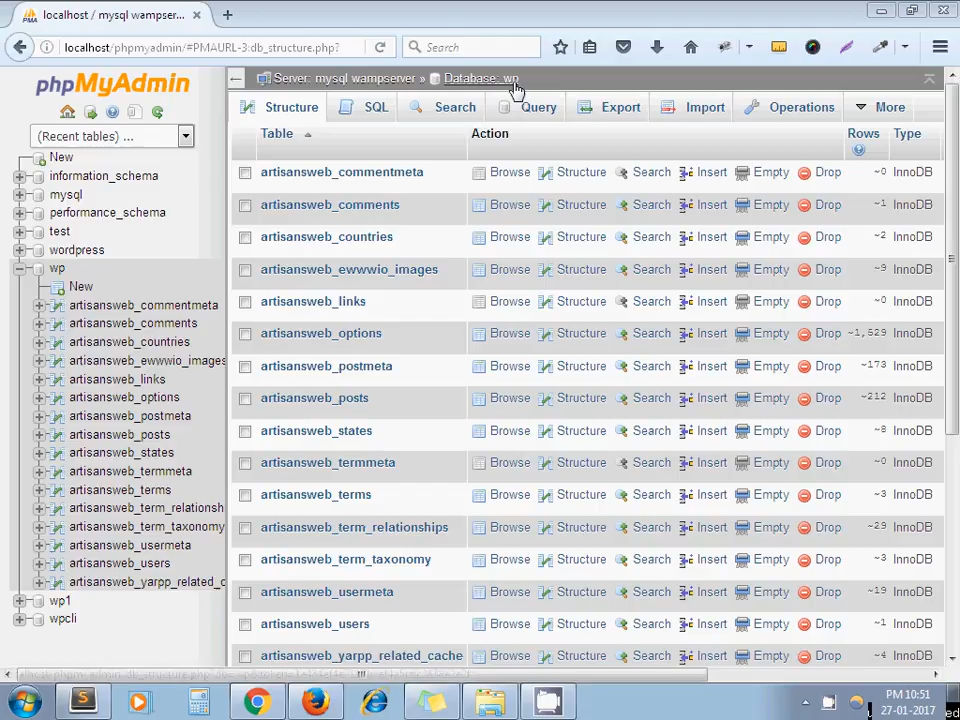 localhost / mysql wampser...
localhost/phpmyadmin/#PMAURL-3:db_structure.php?
Search
phpMyAdmin
(Recent tables) ...
New
information_schema
mysql
performance_schema
test
wordpress
wp
New
artisansweb_commentmeta
artisansweb_comments
artisansweb_countries
artisansweb_ewwwio_images
artisansweb_links
artisansweb_options
artisansweb_postmeta
artisansweb_posts
artisansweb_states
artisansweb_termmeta
artisansweb_terms
artisansweb_term_relationsh
artisansweb_term_taxonomy
artisansweb_usermeta
artisansweb_users
artisansweb_yarpp_related_c
wp1
wpcli
Server: mysql wampserver » Database: wp
Structure SQL Search Query Export Import Operations More
Table Action Rows Type
artisansweb_commentmeta Browse Structure Search Insert Empty Drop ~0 InnoDB
artisansweb_comments Browse Structure Search Insert Empty Drop ~1 InnoDB
artisansweb_countries Browse Structure Search Insert Empty Drop ~2 InnoDB
artisansweb_ewwwio_images Browse Structure Search Insert Empty Drop ~9 InnoDB
artisansweb_links Browse Structure Search Insert Empty Drop ~0 InnoDB
artisansweb_options Browse Structure Search Insert Empty Drop ~1,529 InnoDB
artisansweb_postmeta Browse Structure Search Insert Empty Drop ~173 InnoDB
artisansweb_posts Browse Structure Search Insert Empty Drop ~212 InnoDB
artisansweb_states Browse Structure Search Insert Empty Drop ~8 InnoDB
artisansweb_termmeta Browse Structure Search Insert Empty Drop ~0 InnoDB
artisansweb_terms Browse Structure Search Insert Empty Drop ~3 InnoDB
artisansweb_term_relationships Browse Structure Search Insert Empty Drop ~29 InnoDB
artisansweb_term_taxonomy Browse Structure Search Insert Empty Drop ~3 InnoDB
artisansweb_usermeta Browse Structure Search Insert Empty Drop ~19 InnoDB
artisansweb_users Browse Structure Search Insert Empty Drop ~1 InnoDB
artisansweb_yarpp_related_cache Browse Structure Search Insert Empty Drop ~4 InnoDB
PM 10:51
27-01-2017